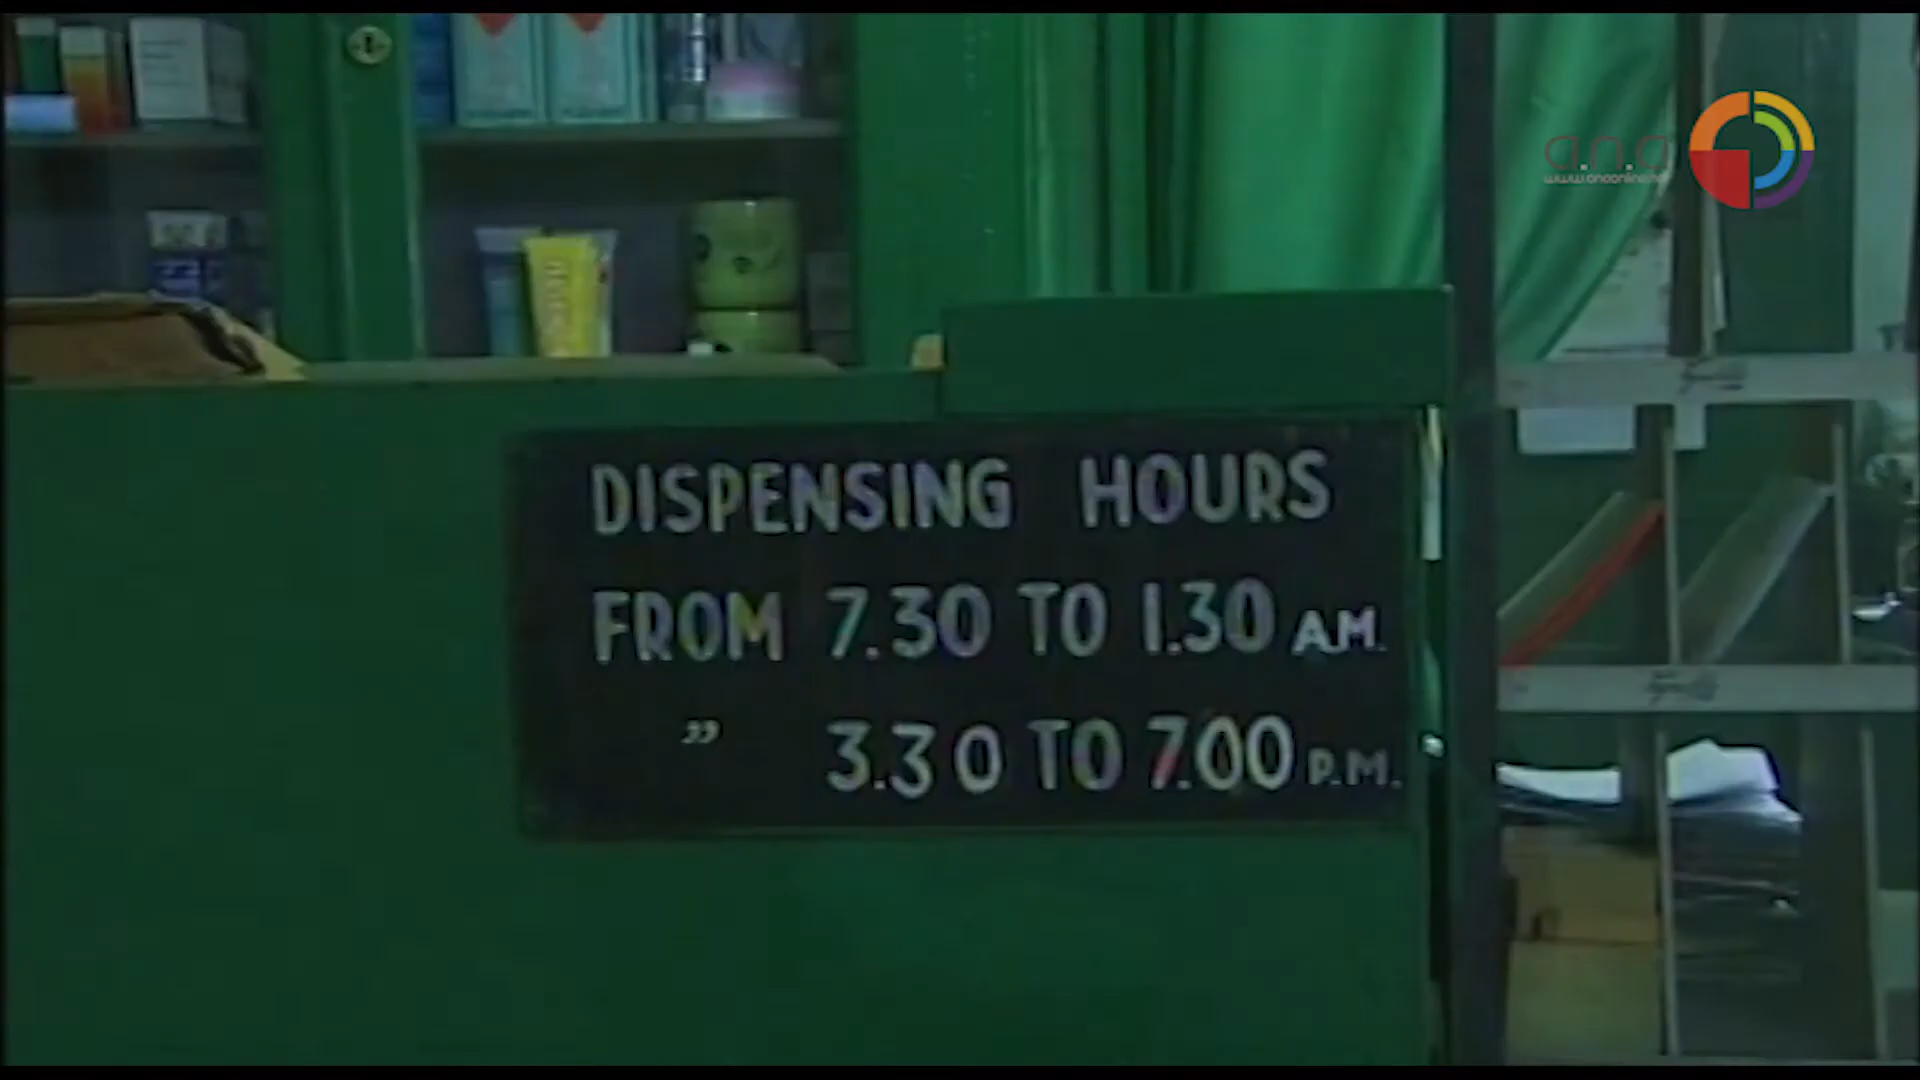 a.n.a
DISPENSING HOURS
FROM 7.30 TO 1.30 A.M.
” 3.30 TO 7.00 P.M.